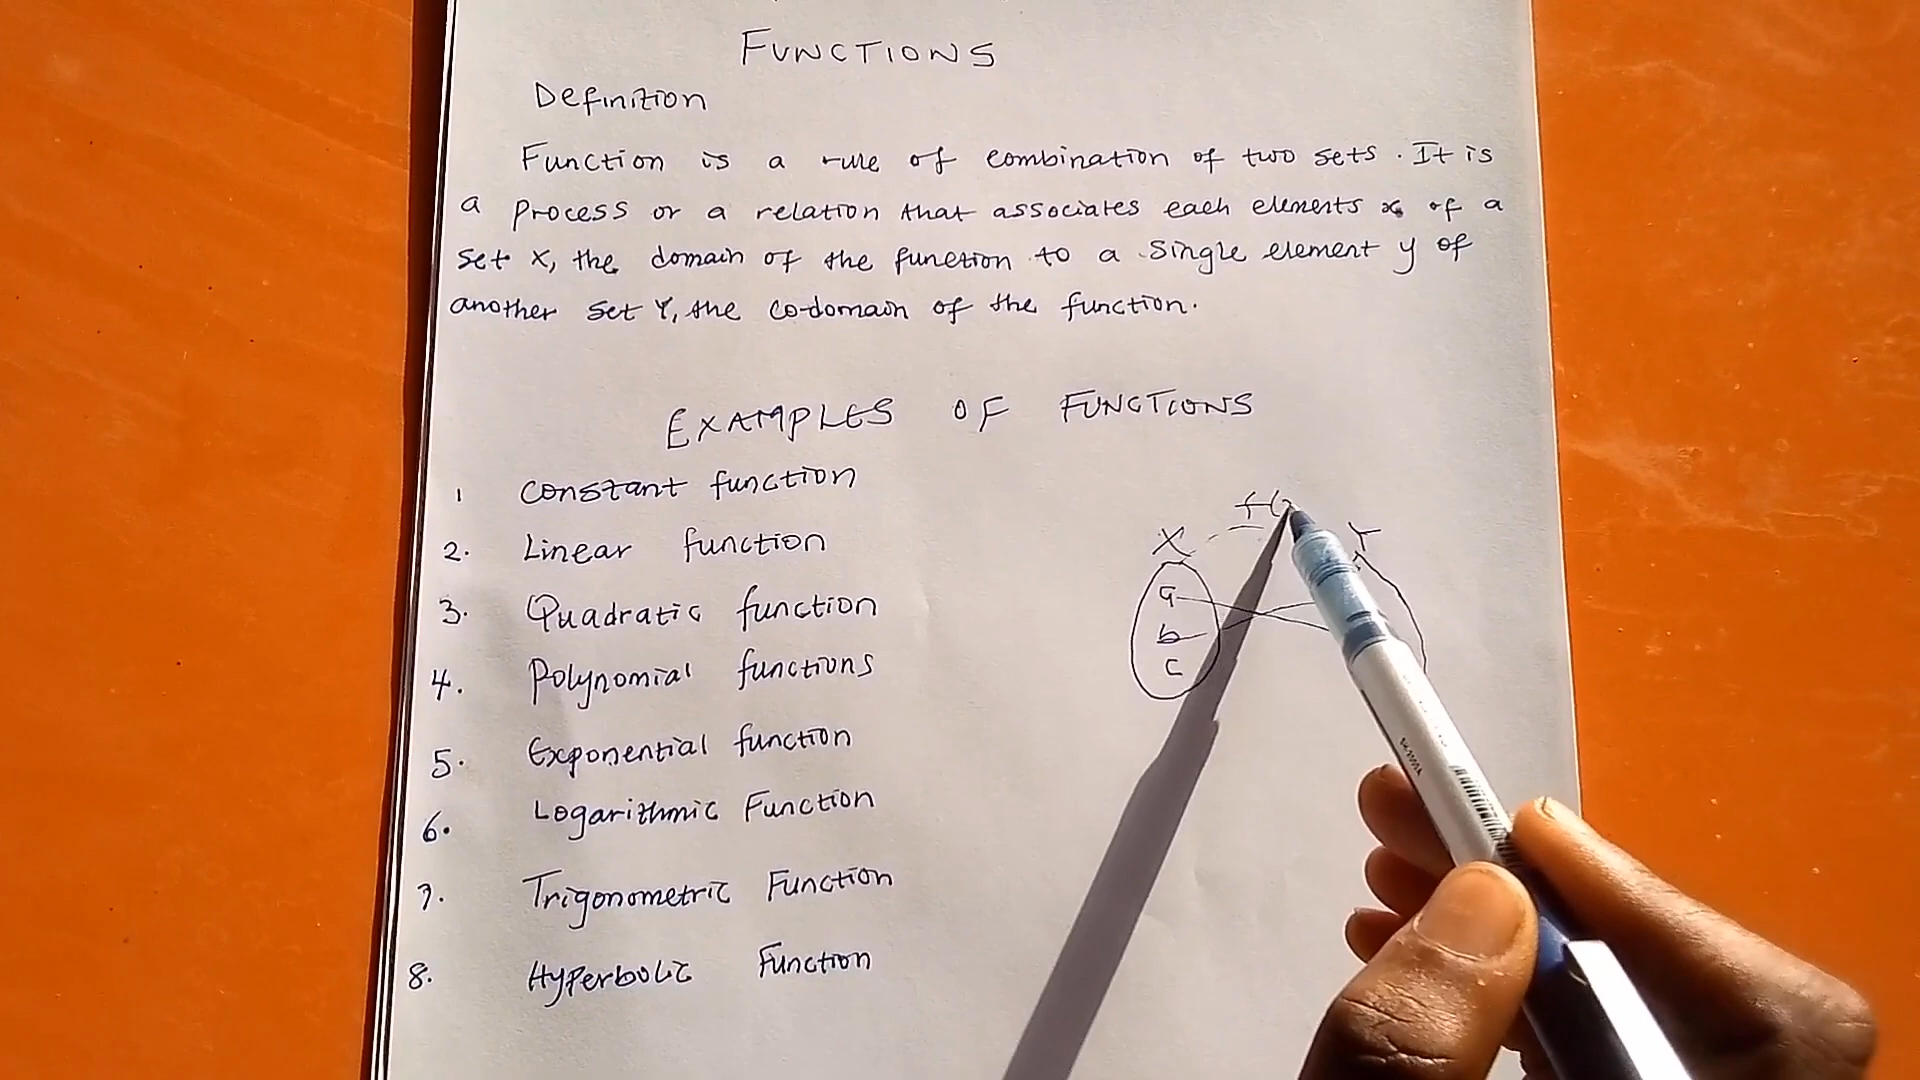 FUNCTIONS
Definition
Function is a rule of combination of two sets. It is
a process or a relation that associates each elements x of a
set X, the domain of the function to a single element y of
another set Y, the co-domain of the function.
EXAMPLES OF FUNCTIONS
1 Constant function
2. Linear function
3. Quadratic function
4. Polynomial functions
5. Exponential function
6. Logarithmic Function
7. Trigonometric Function
8. Hyperbolic Function
f(
X Y
a
b
c